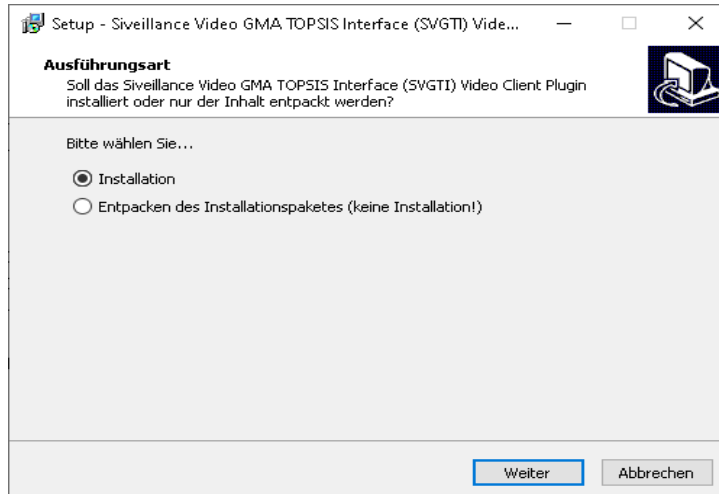 Setup - Siveillance Video GMA TOPSIS Interface (SVGTI) Vide...
Ausführungsart
Soll das Siveillance Video GMA TOPSIS Interface (SVGTI) Video Client Plugin
installiert oder nur der Inhalt entpackt werden?
Bitte wählen Sie...
Installation
Entpacken des Installationspaketes (keine Installation!)
Weiter
Abbrechen